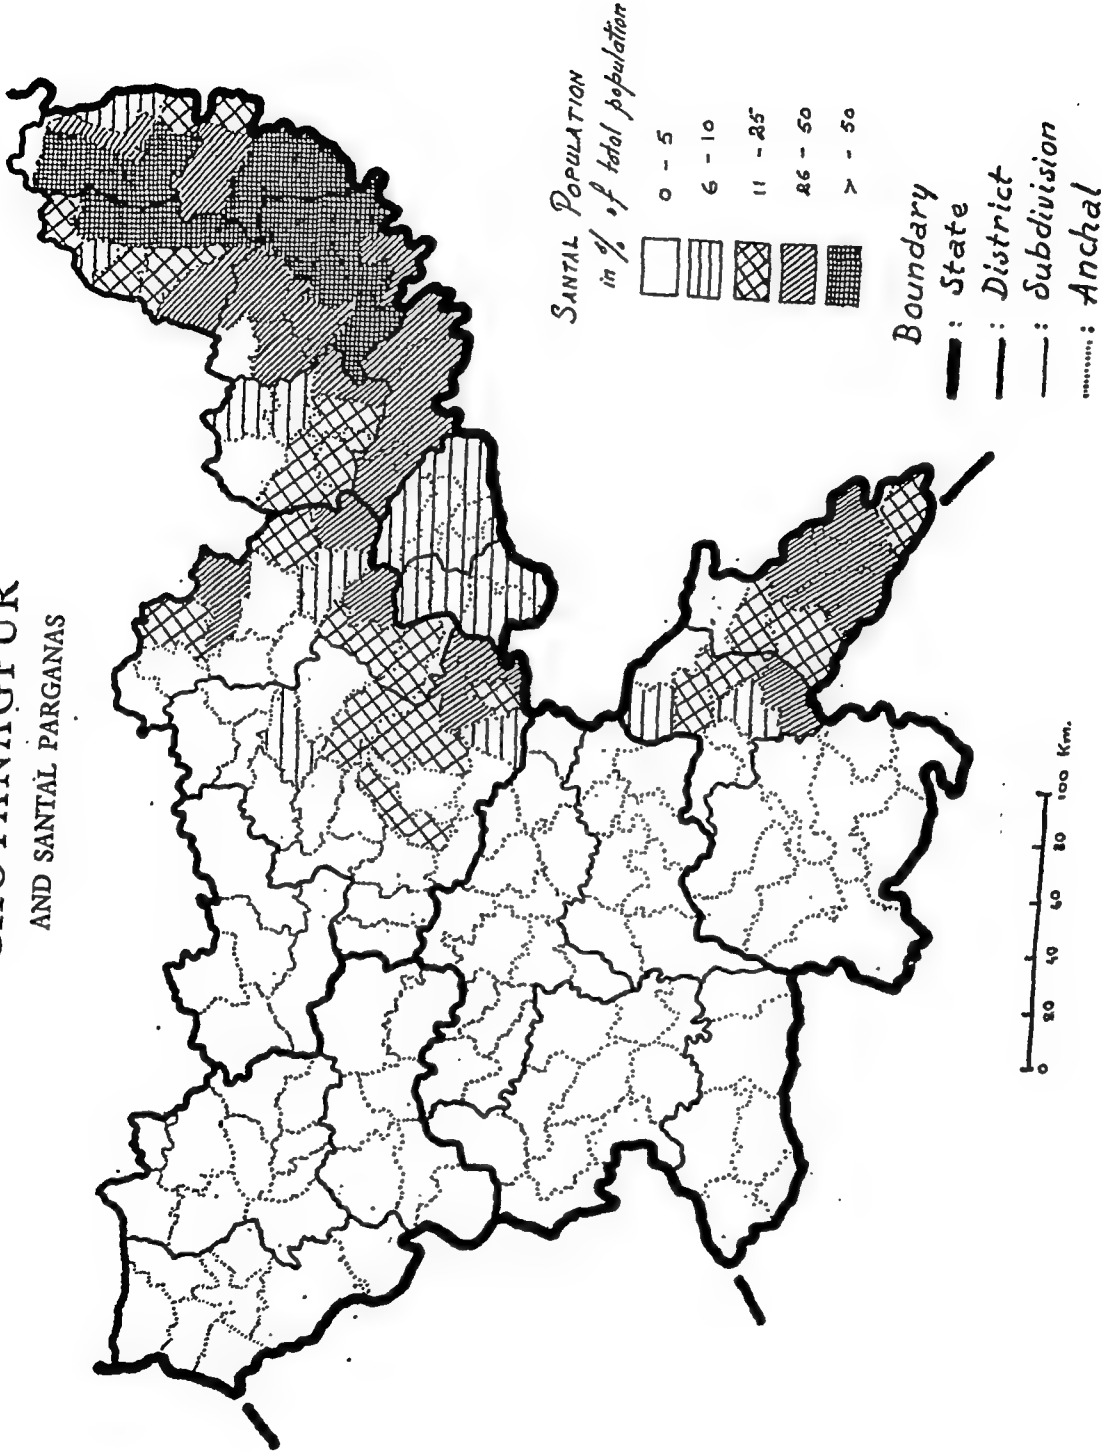 CHOTANAGPUR
AND SANTAL PARGANAS
SANTAL POPULATION
in % of total population
0 - 5
6 - 10
11 - 25
26 - 50
> - 50
Boundary
: State
: District
: Subdivision
: Anchal
0 20 40 60 80 100 Km.